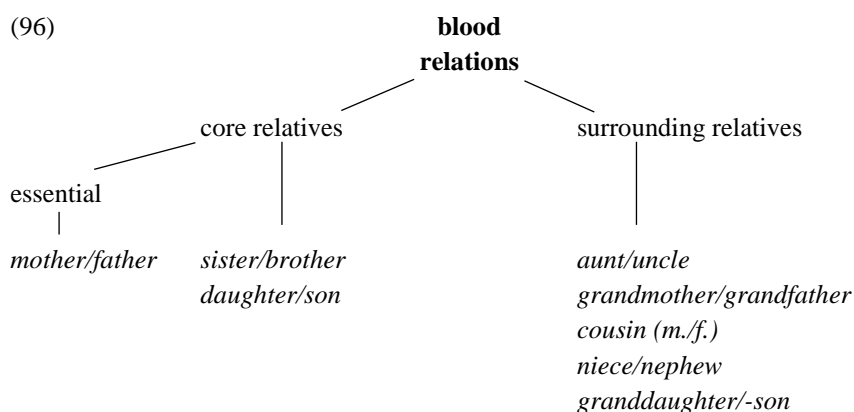 (96)
blood
relations
core relatives
surrounding relatives
essential
mother/father
sister/brother
daughter/son
aunt/uncle
grandmother/grandfather
cousin (m./f.)
niece/nephew
granddaughter/-son